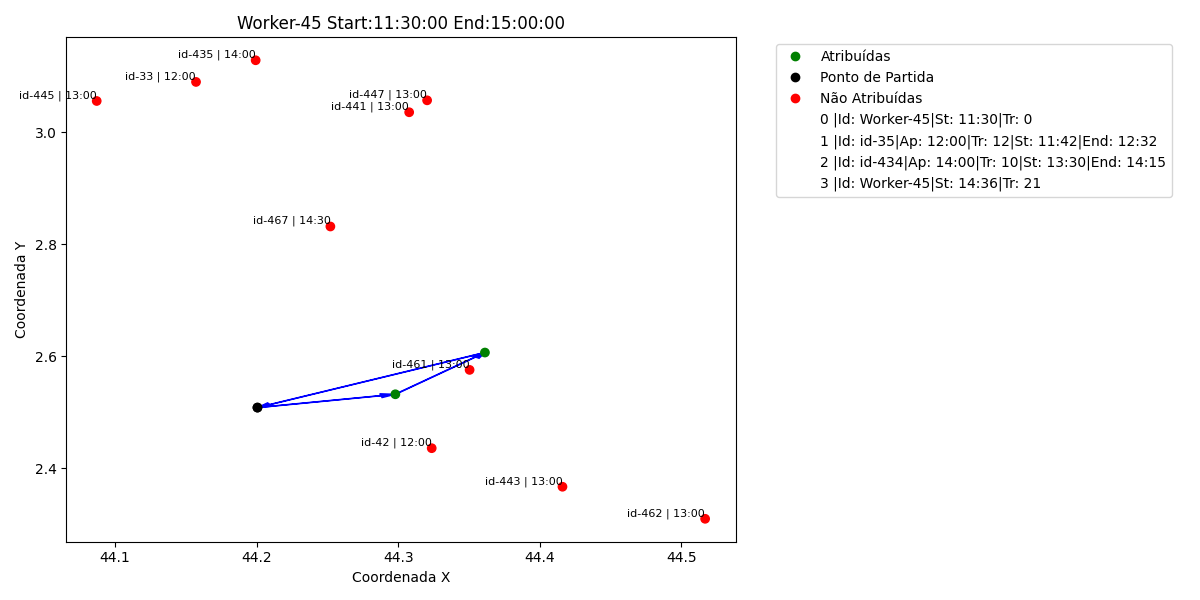 Worker-45 Start:11:30:00 End:15:00:00
id-435 | 14:00
id-33 | 12:00
id-445 | 13:00
id-447 | 13:00
id-441 | 13:00
id-467 | 14:30
id-461 | 13:00
id-42 | 12:00
id-443 | 13:00
id-462 | 13:00
3.0
2.8
2.6
2.4
Coordenada Y
44.1
44.2
44.3
44.4
44.5
Coordenada X
Atribuídas
Ponto de Partida
Não Atribuídas
0 |Id: Worker-45|St: 11:30|Tr: 0
1 |Id: id-35|Ap: 12:00|Tr: 12|St: 11:42|End: 12:32
2 |Id: id-434|Ap: 14:00|Tr: 10|St: 13:30|End: 14:15
3 |Id: Worker-45|St: 14:36|Tr: 21